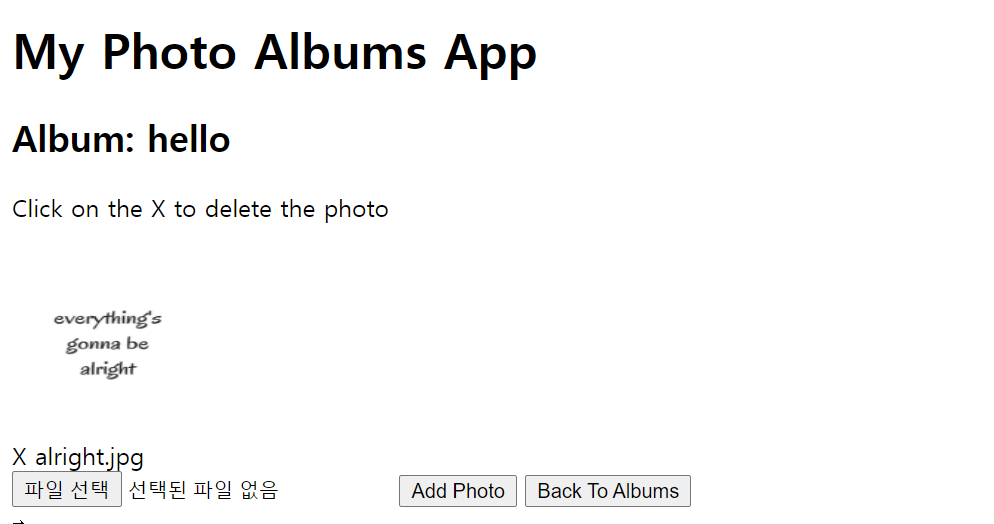 My Photo Albums App
Album: hello
Click on the X to delete the photo
everything's
gonna be
alright
X alright.jpg
파일 선택 선택된 파일 없음 Add Photo Back To Albums